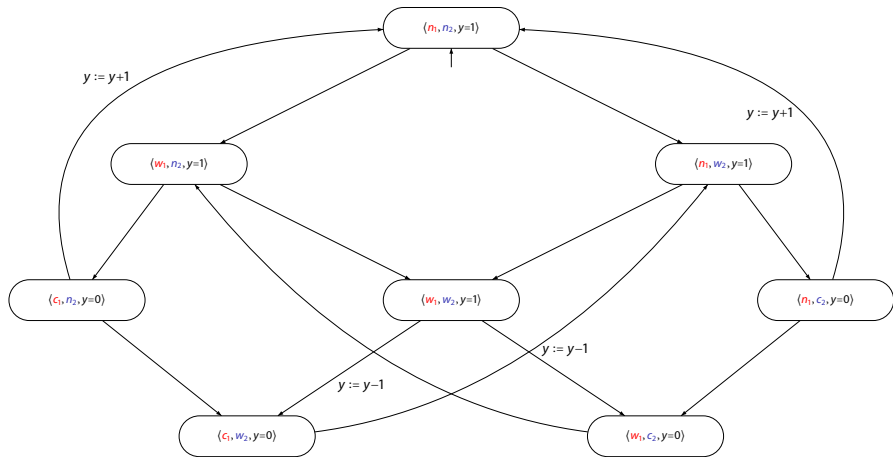 ⟨n₁, n₂, y=1⟩
y := y+1
y := y+1
⟨w₁, n₂, y=1⟩
⟨n₁, w₂, y=1⟩
⟨c₁, n₂, y=0⟩
⟨w₁, w₂, y=1⟩
⟨n₁, c₂, y=0⟩
y := y−1
y := y−1
⟨c₁, w₂, y=0⟩
⟨w₁, c₂, y=0⟩